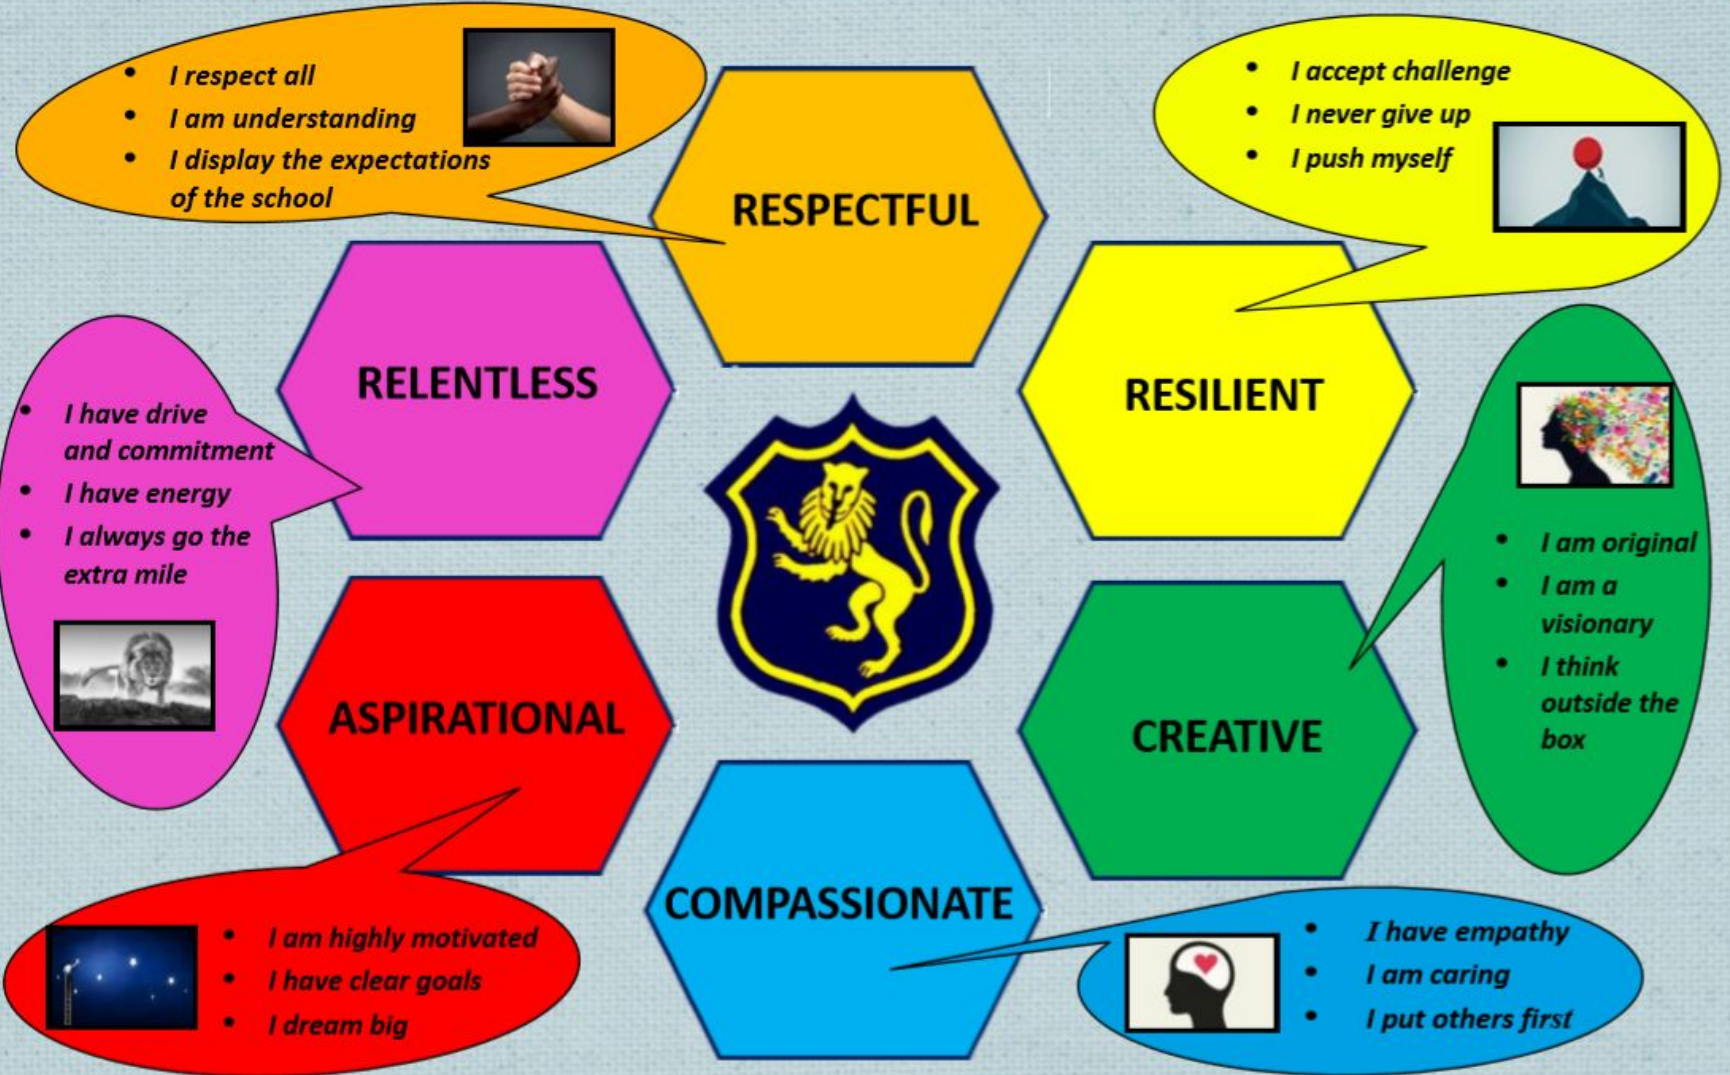 • I respect all
• I am understanding
• I display the expectations
of the school
RESPECTFUL
• I accept challenge
• I never give up
• I push myself
RESILIENT
RELENTLESS
• I have drive
and commitment
• I have energy
• I always go the
extra mile
• I am original
• I am a
visionary
• I think
outside the
box
CREATIVE
ASPIRATIONAL
• I am highly motivated
• I have clear goals
• I dream big
COMPASSIONATE
• I have empathy
• I am caring
• I put others first